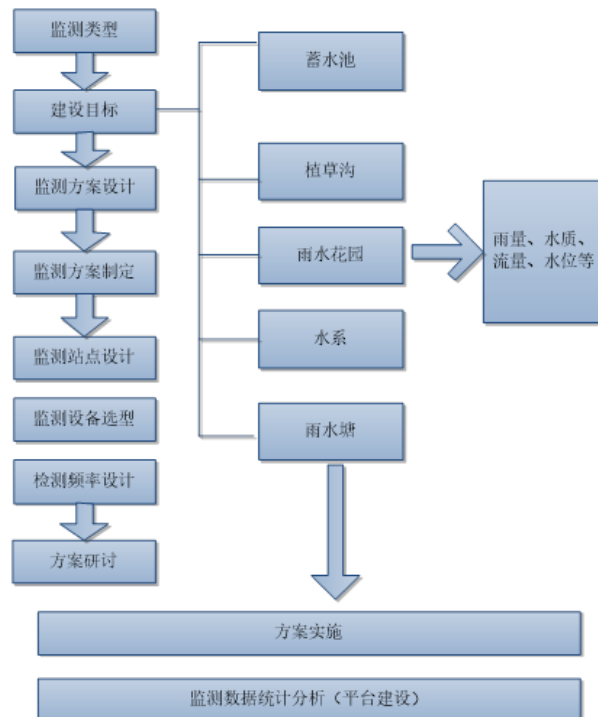 监测类型
建设目标
监测方案设计
监测方案制定
监测站点设计
监测设备选型
检测频率设计
方案研讨
蓄水池
植草沟
雨水花园
水系
雨水塘
雨量、水质、
流量、水位等
方案实施
监测数据统计分析（平台建设）